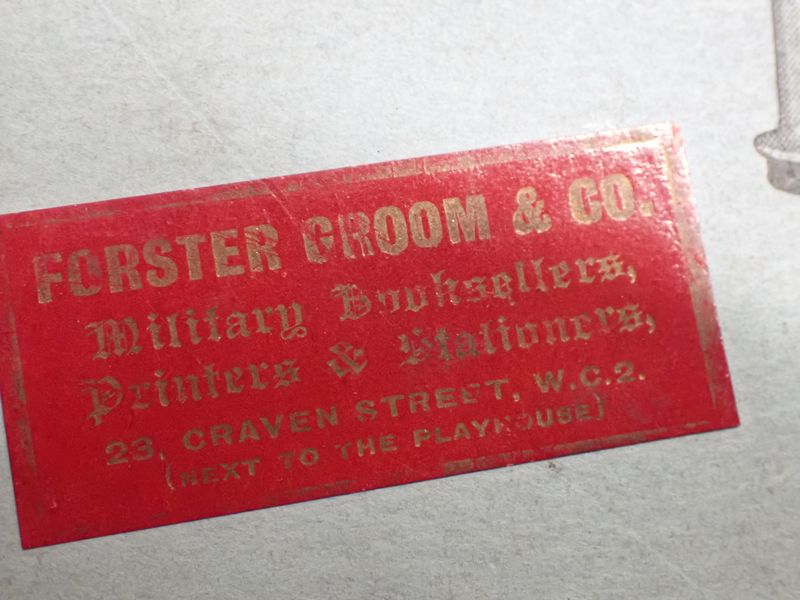 FORSTER GROOM & CO.
Military Booksellers,
Printers & Stationers,
23, CRAVEN STREET, W.C.2.
(NEXT TO THE PLAYHOUSE)